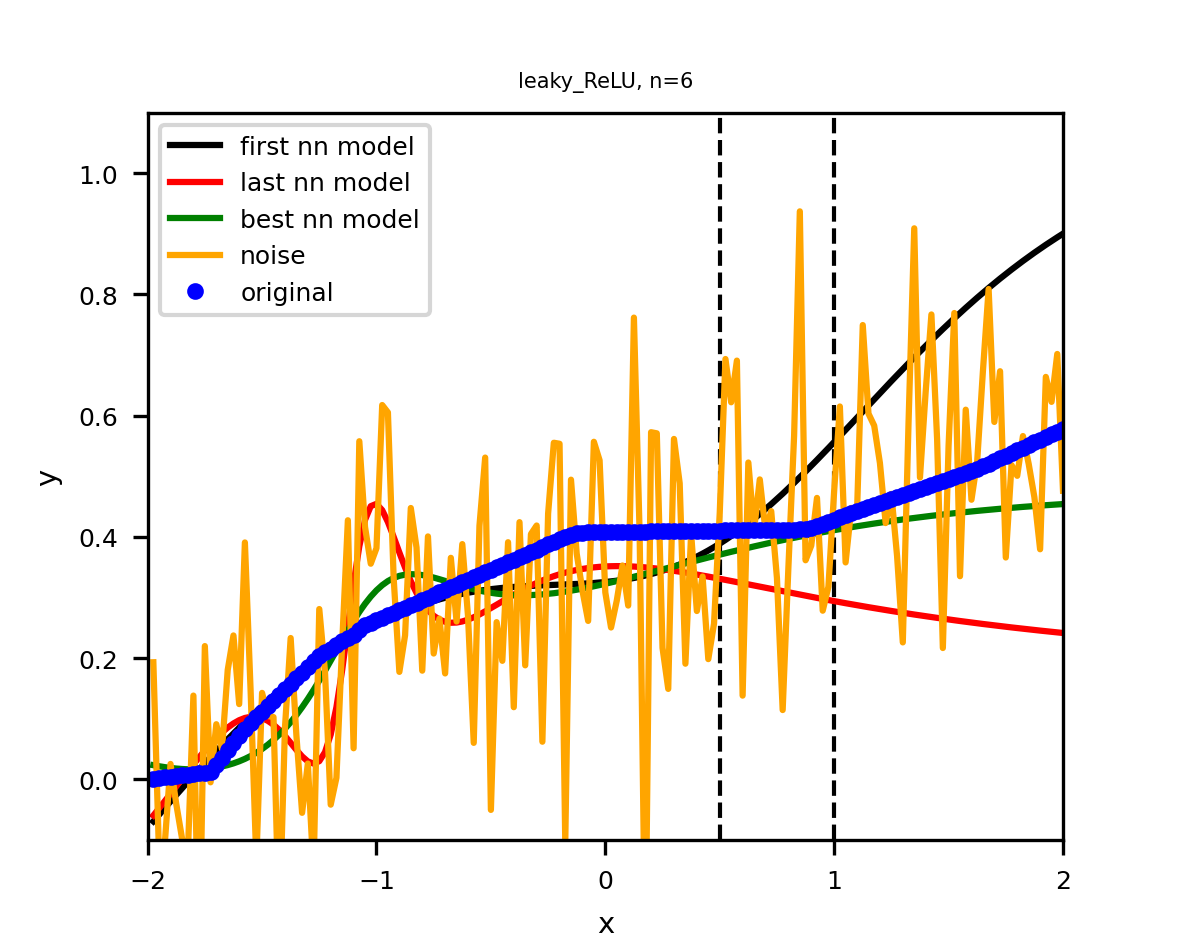 leaky_ReLU, n=6
first nn model
last nn model
best nn model
noise
original
1.0
0.8
0.6
0.4
0.2
0.0
y
−2 −1 0 1 2
x